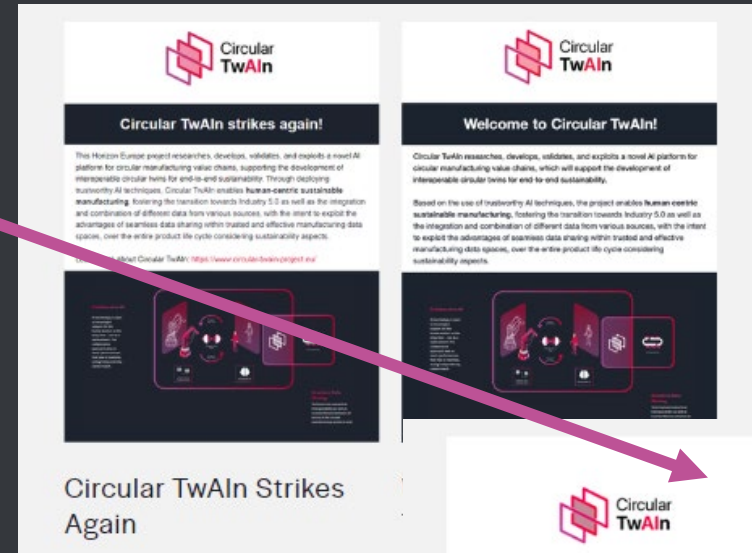 Circular
TwAIn
Circular TwAIn strikes again!
This Horizon Europe project researches, develops, validates, and exploits a novel AI
platform for circular manufacturing value chains, supporting the development of
interoperable circular twins for end-to-end sustainability. Through deploying
trustworthy AI techniques, Circular TwAIn enables human-centric sustainable
manufacturing, fostering the transition towards Industry 5.0 as well as the integration
and combination of different data from various sources, with the intent to exploit the
advantages of seamless data sharing within trusted and effective manufacturing data
spaces, over the entire product life cycle considering sustainability aspects.
about Circular TwAIn: https://www.circular-twain-project.eu/
Circular TwAIn Strikes
Again
Circular
TwAIn
Welcome to Circular TwAIn!
Circular TwAIn researches, develops, validates, and exploits a novel AI platform for
circular manufacturing value chains, which will support the development of
interoperable circular twins for end-to-end sustainability.
Based on the use of trustworthy AI techniques, the project enables human-centric
sustainable manufacturing, fostering the transition towards Industry 5.0 as well as
the integration and combination of different data from various sources, with the intent
to exploit the advantages of seamless data sharing within trusted and effective
manufacturing data spaces, over the entire product life cycle considering
sustainability aspects.
Circular
TwAIn